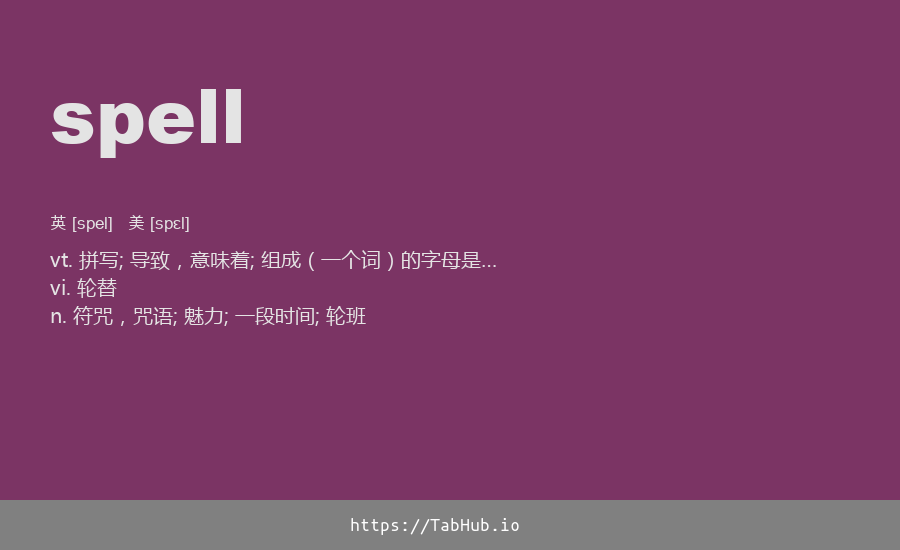 spell
英 [spel] 美 [spɛl]
vt. 拼写; 导致，意味着; 组成（一个词）的字母是...
vi. 轮替
n. 符咒，咒语; 魅力; 一段时间; 轮班
https://TabHub.io